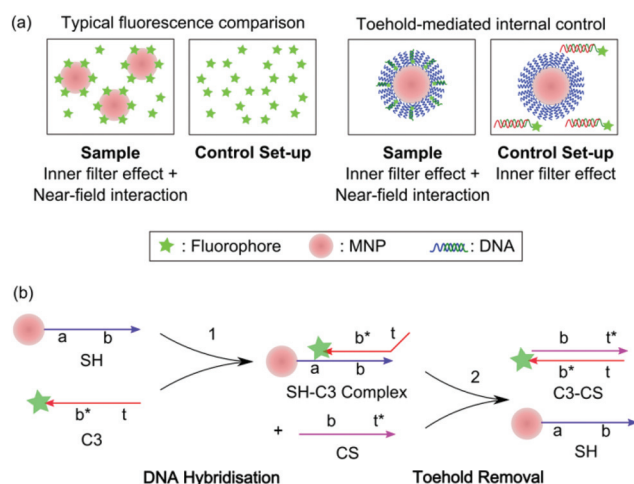 (a)
Typical fluorescence comparison
Toehold-mediated internal control
Sample
Inner filter effect +
Near-field interaction
Control Set-up
Sample
Inner filter effect +
Near-field interaction
Control Set-up
Inner filter effect
: Fluorophore
: MNP
: DNA
(b)
a b
SH
b* t
C3
1
b* t
a b
SH-C3 Complex
+
b t*
CS
2
b t*
b* t
C3-CS
a b
SH
DNA Hybridisation
Toehold Removal